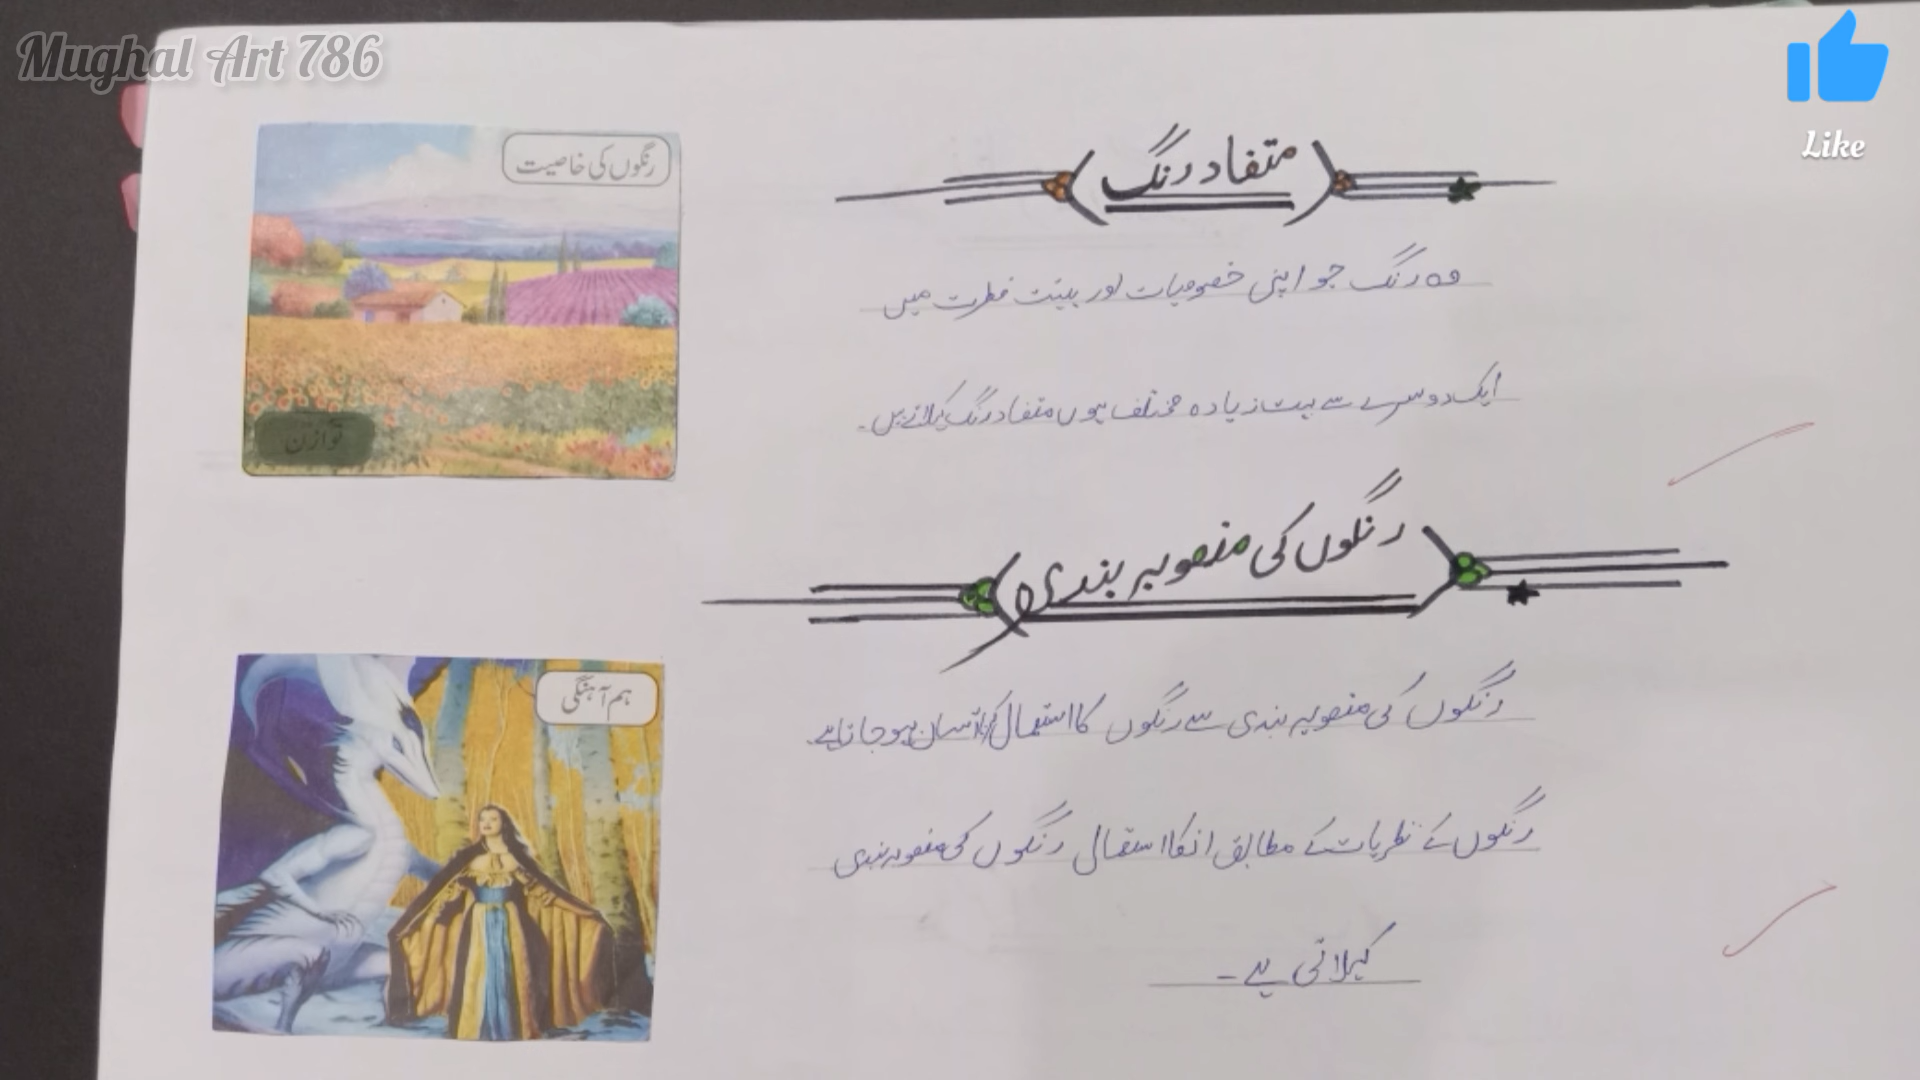 Mughal Art 786
Like
رنگوں کی خاصیت
توازن
متضاد رنگ
وہ رنگ جو اپنی خصوصیات اور ہیئت فطرت میں
ایک دوسرے سے بہت زیادہ مختلف ہوں متضاد رنگ کہلاتے ہیں۔
رنگوں کی منصوبہ بندی
ہم آہنگی
رنگوں کی منصوبہ بندی سے رنگوں کا استعمال کرنا آسان ہو جاتا ہے۔
رنگوں کے نظریات کے مطابق انکا استعمال رنگوں کی منصوبہ بندی
کہلاتی ہے۔